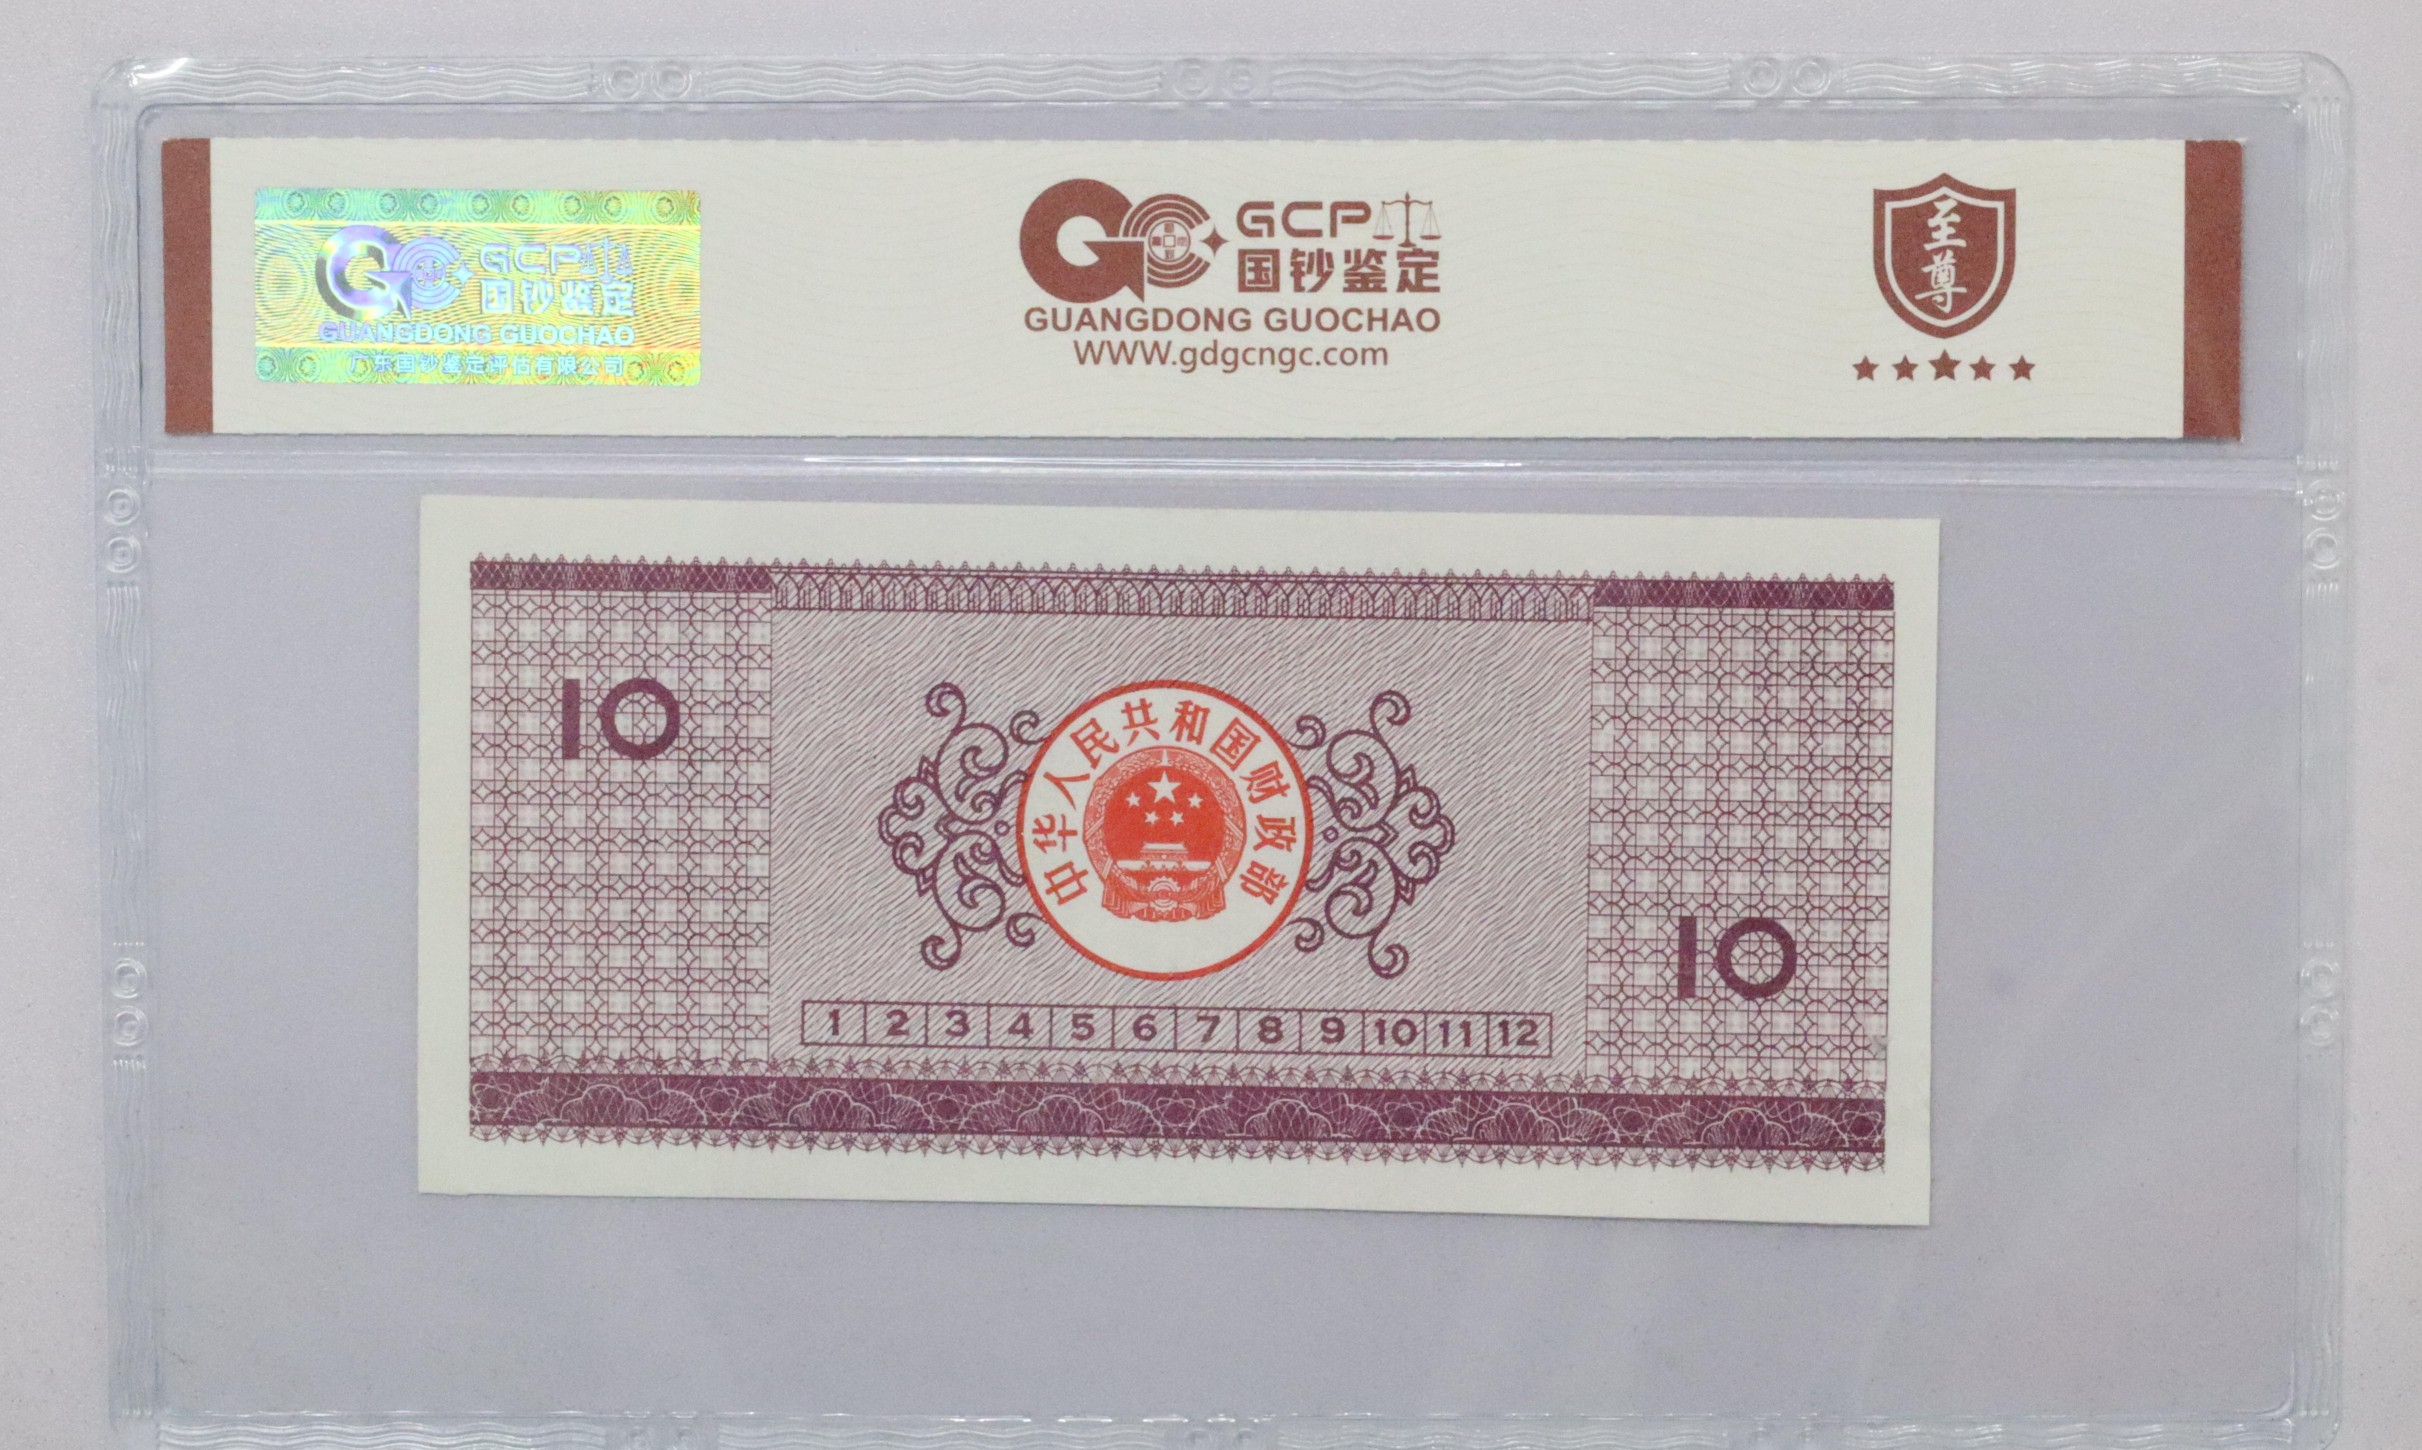 GCP
国钞鉴定
GUANGDONG GUOCHAO
广东国钞鉴定评估有限公司
GCP
国钞鉴定
GUANGDONG GUOCHAO
WWW.gdgcngc.com
至尊
10
中华人民共和国财政部
10
1 2 3 4 5 6 7 8 9 10 11 12